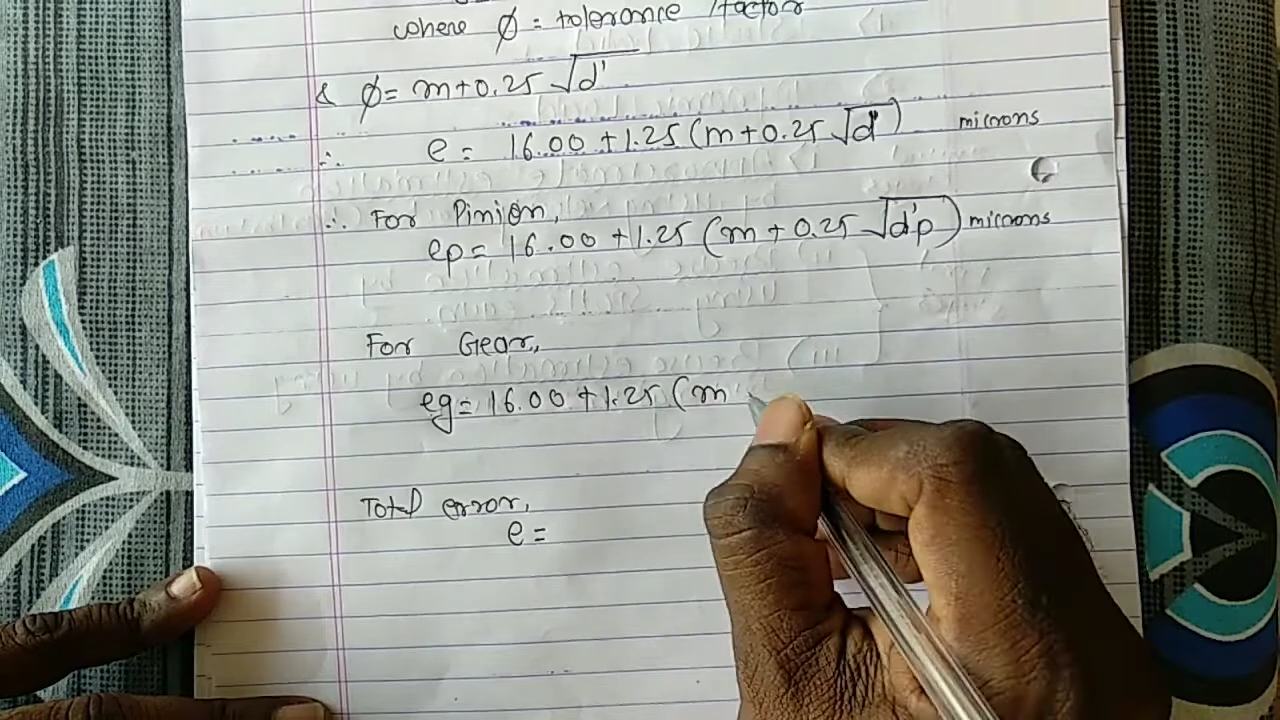 where ϕ = tolerance factor
& ϕ = m+0.25 √d'
∴ e = 16.00 + 1.25 (m + 0.25 √d') microns
∴ For Pinion,
ep = 16.00 + 1.25 (m + 0.25 √d'p) microns
For Gear,
eg = 16.00 + 1.25 (m
Total error,
e =